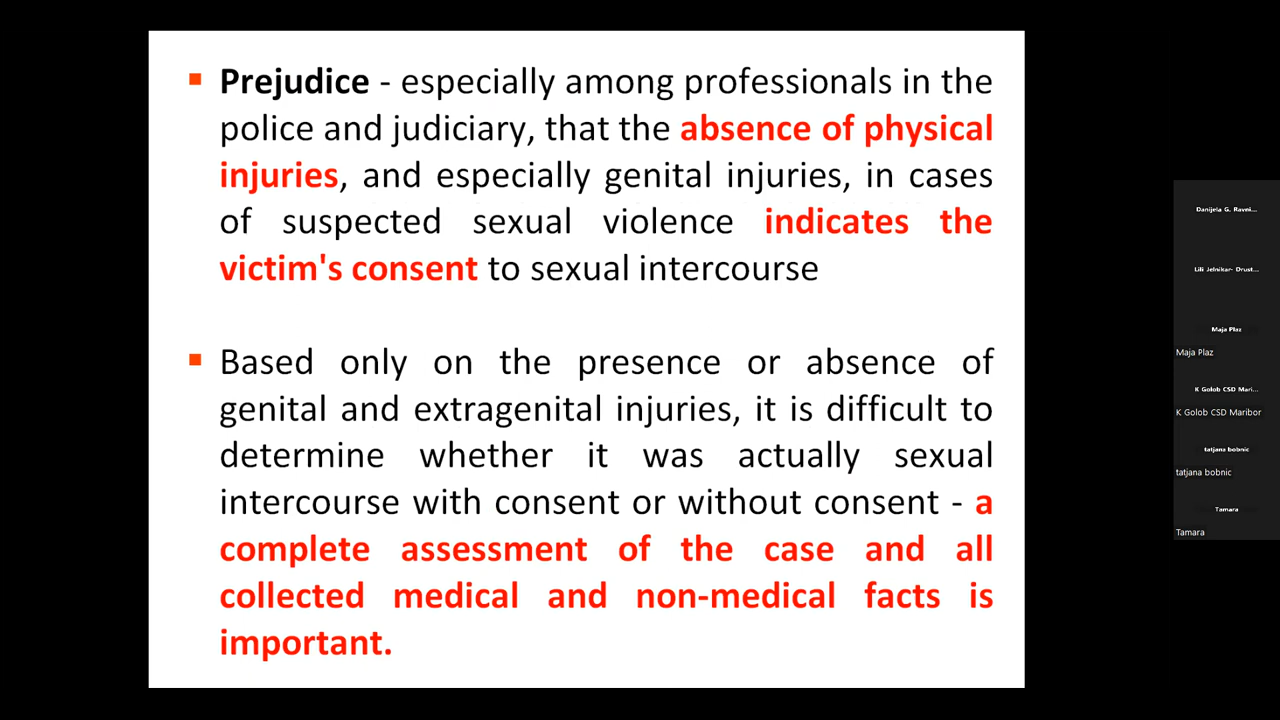 Prejudice - especially among professionals in the
police and judiciary, that the absence of physical
injuries, and especially genital injuries, in cases
of suspected sexual violence indicates the
victim's consent to sexual intercourse
Based only on the presence or absence of
genital and extragenital injuries, it is difficult to
determine whether it was actually sexual
intercourse with consent or without consent - a
complete assessment of the case and all
collected medical and non-medical facts is
important.
Danijela G. Ravni...
Lili Jelnikar- Drust...
Maja Plaz
Maja Plaz
K Golob CSD Mari...
K Golob CSD Maribor
tatjana bobnic
tatjana bobnic
Tamara
Tamara